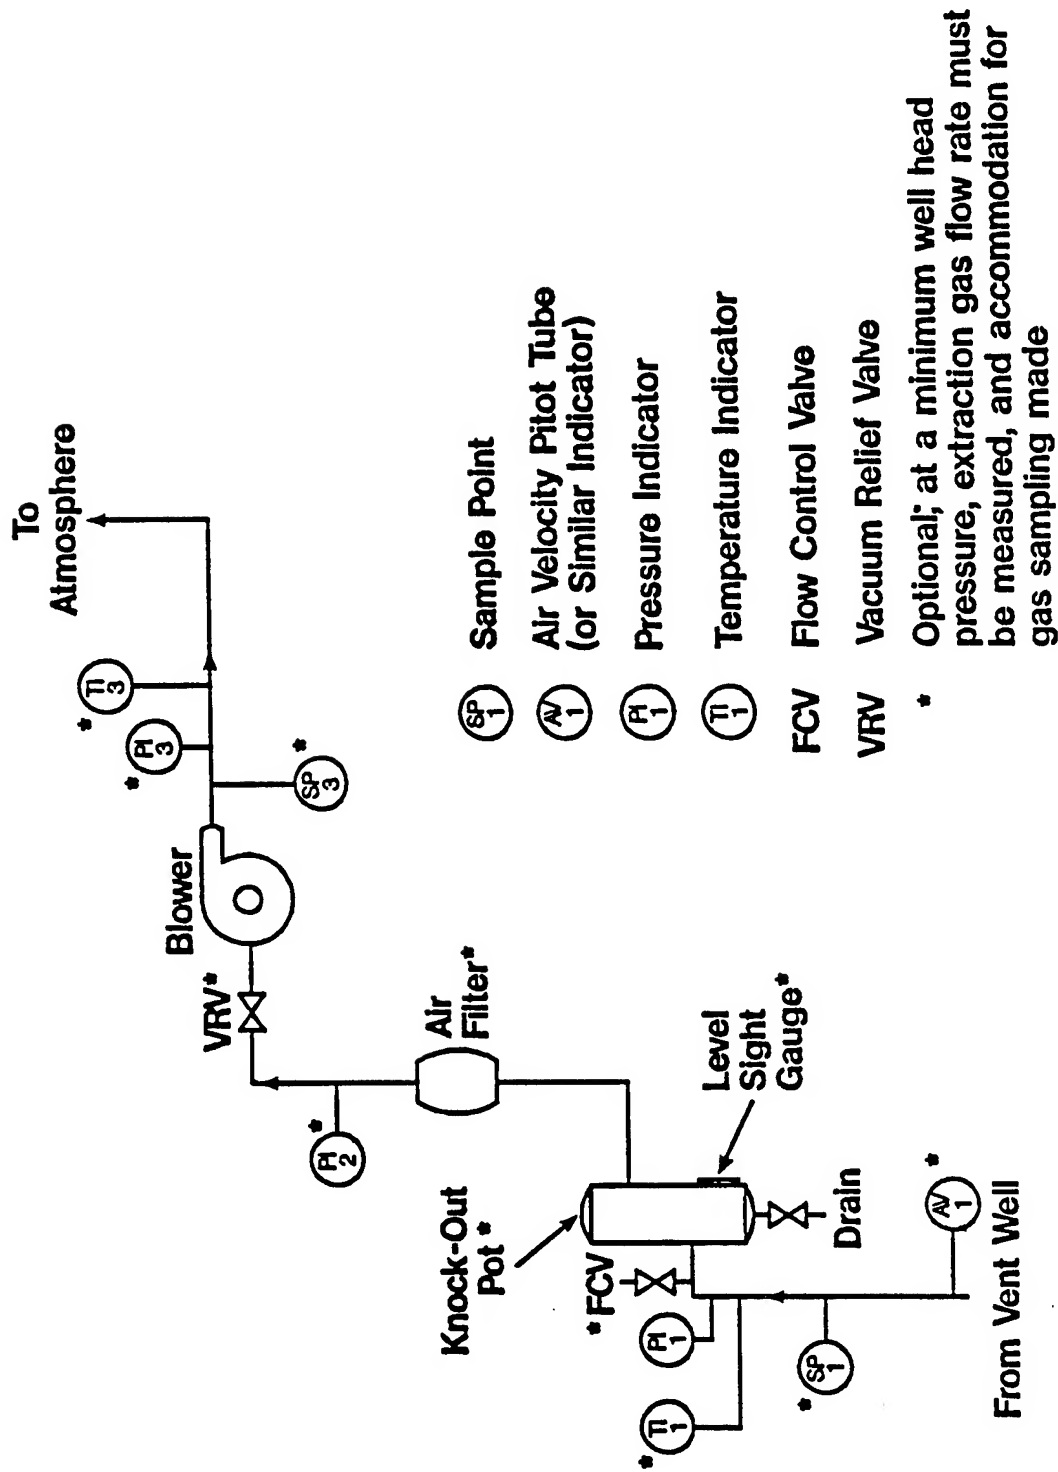 To
Atmosphere
*
TI
3
*
PI
3
*
SP
3
Blower
VRV*
*
PI
2
Air
Filter*
Knock-Out
Pot*
*FCV
Level
Sight
Gauge*
Drain
PI
1
*
TI
1
*
SP
1
*
AV
1
From Vent Well
SP
1
Sample Point
AV
1
Air Velocity Pitot Tube
(or Similar Indicator)
PI
1
Pressure Indicator
TI
1
Temperature Indicator
FCV Flow Control Valve
VRV Vacuum Relief Valve
* Optional; at a minimum well head
pressure, extraction gas flow rate must
be measured, and accommodation for
gas sampling made